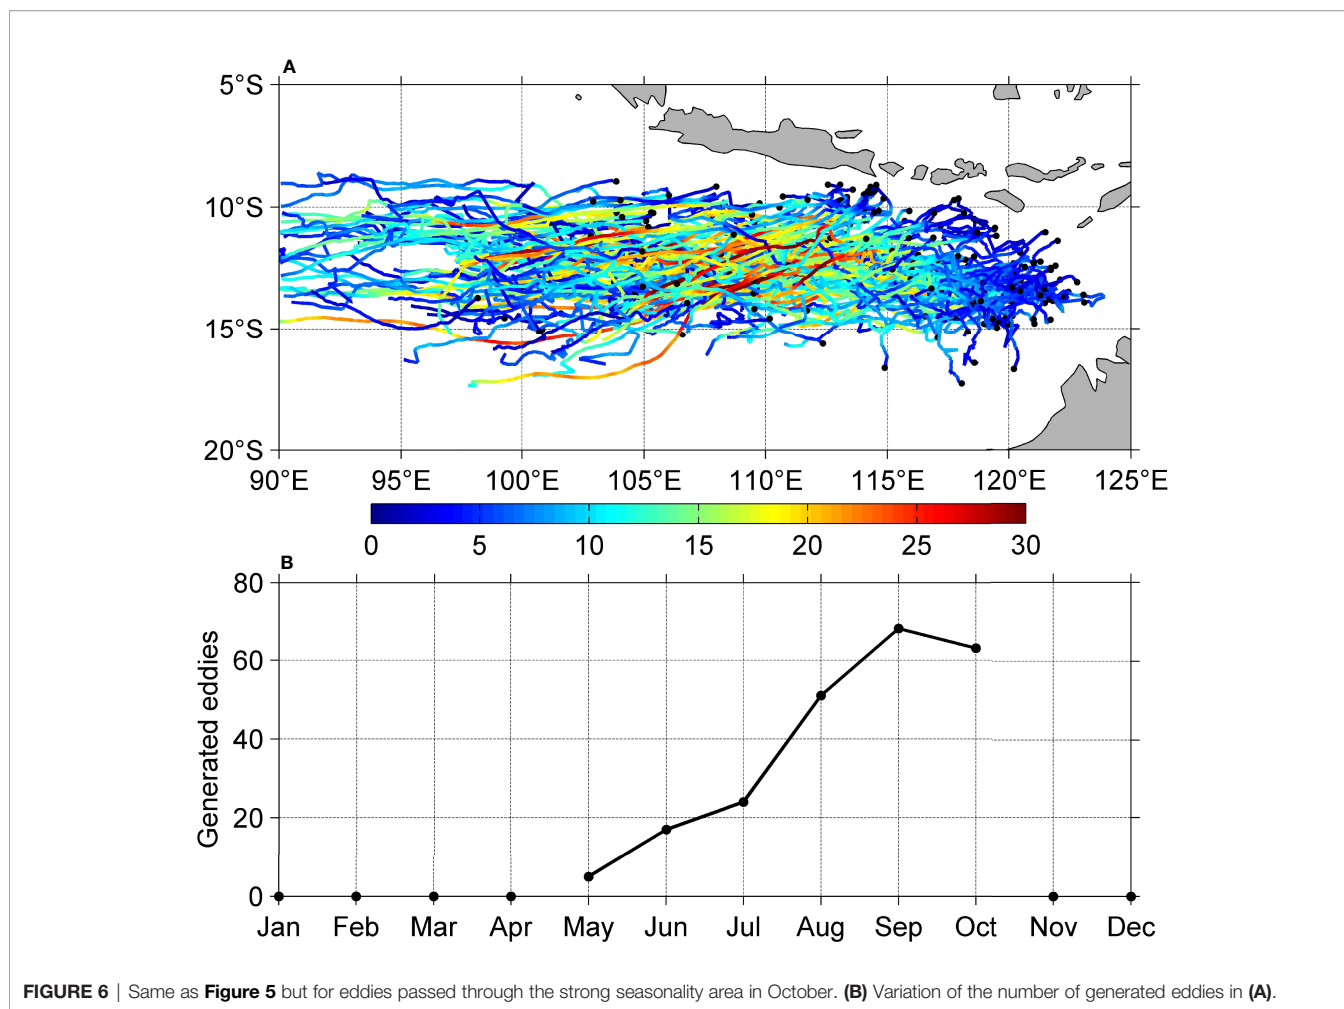 A
5°S
10°S
15°S
20°S
90°E 95°E 100°E 105°E 110°E 115°E 120°E 125°E
0 5 10 15 20 25 30
B
80
60
40
20
0
Generated eddies
Jan Feb Mar Apr May Jun Jul Aug Sep Oct Nov Dec
FIGURE 6 | Same as Figure 5 but for eddies passed through the strong seasonality area in October. (B) Variation of the number of generated eddies in (A).